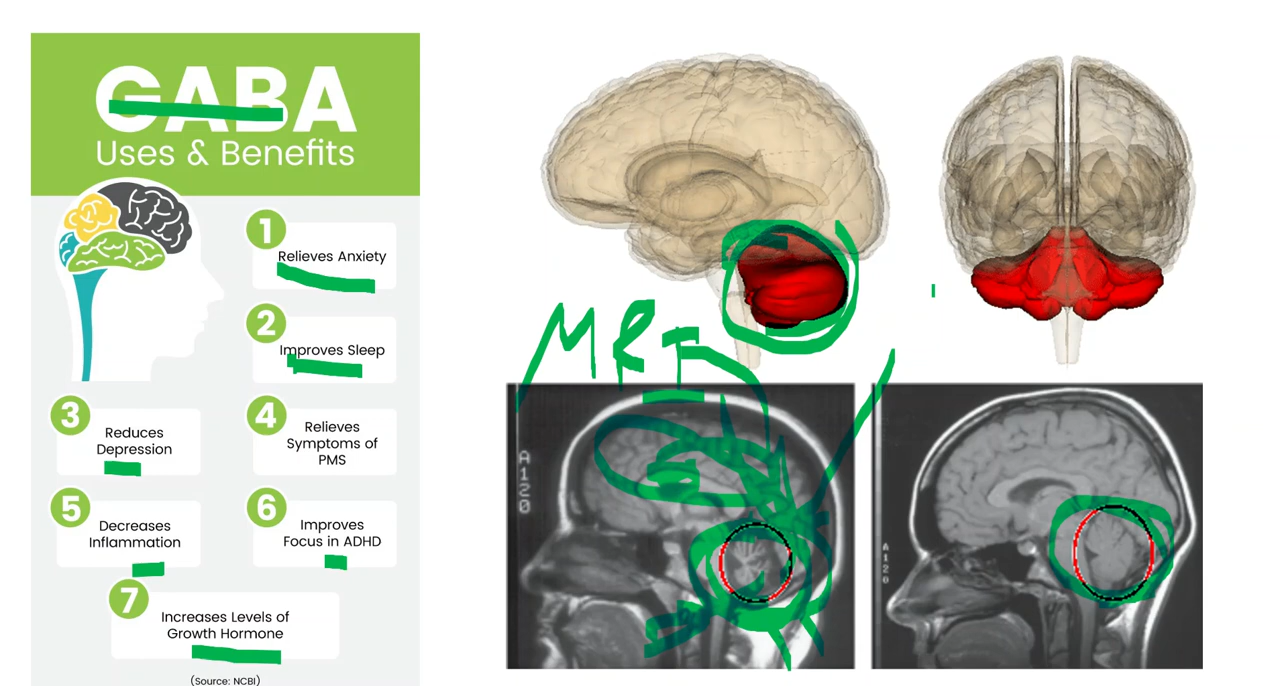 GABA
Uses & Benefits
1
Relieves Anxiety
2
Improves Sleep
3
Reduces
Depression
4
Relieves
Symptoms of
PMS
5
Decreases
Inflammation
6
Improves
Focus in ADHD
7
Increases Levels of
Growth Hormone
(Source: NCBI)
MRI
A120
A120